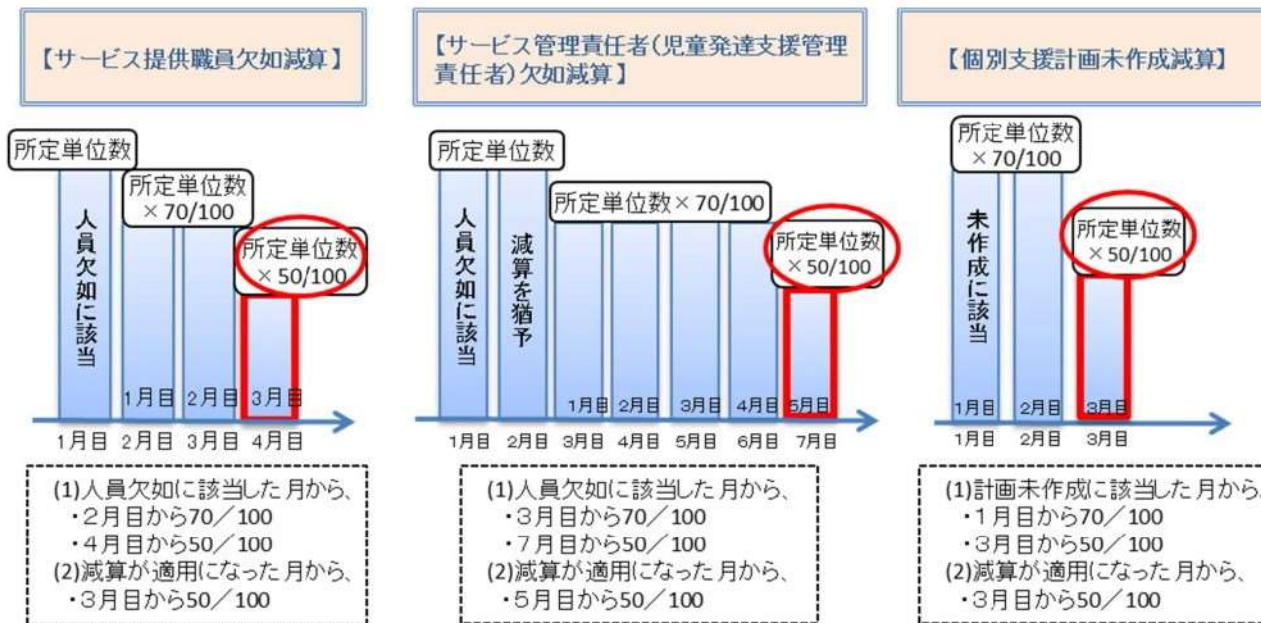 【サービス提供職員欠如減算】
所定単位数
所定単位数
×70/100
所定単位数
×50/100
人員欠如に該当
1月目
2月目
3月目
1月目
2月目
3月目
4月目
(1)人員欠如に該当した月から、
・2月目から70/100
・4月目から50/100
(2)減算が適用になった月から、
・3月目から50/100
【サービス管理責任者(児童発達支援管理
責任者)欠如減算】
所定単位数
所定単位数×70/100
所定単位数
×50/100
人員欠如に該当
減算を猶予
1月目
2月目
3月目
4月目
5月目
1月目
2月目
3月目
4月目
5月目
6月目
7月目
(1)人員欠如に該当した月から、
・3月目から70/100
・7月目から50/100
(2)減算が適用になった月から、
・5月目から50/100
【個別支援計画未作成減算】
所定単位数
×70/100
所定単位数
×50/100
未作成に該当
1月目
2月目
3月目
1月目
2月目
3月目
(1)計画未作成に該当した月から、
・1月目から70/100
・3月目から50/100
(2)減算が適用になった月から、
・3月目から50/100